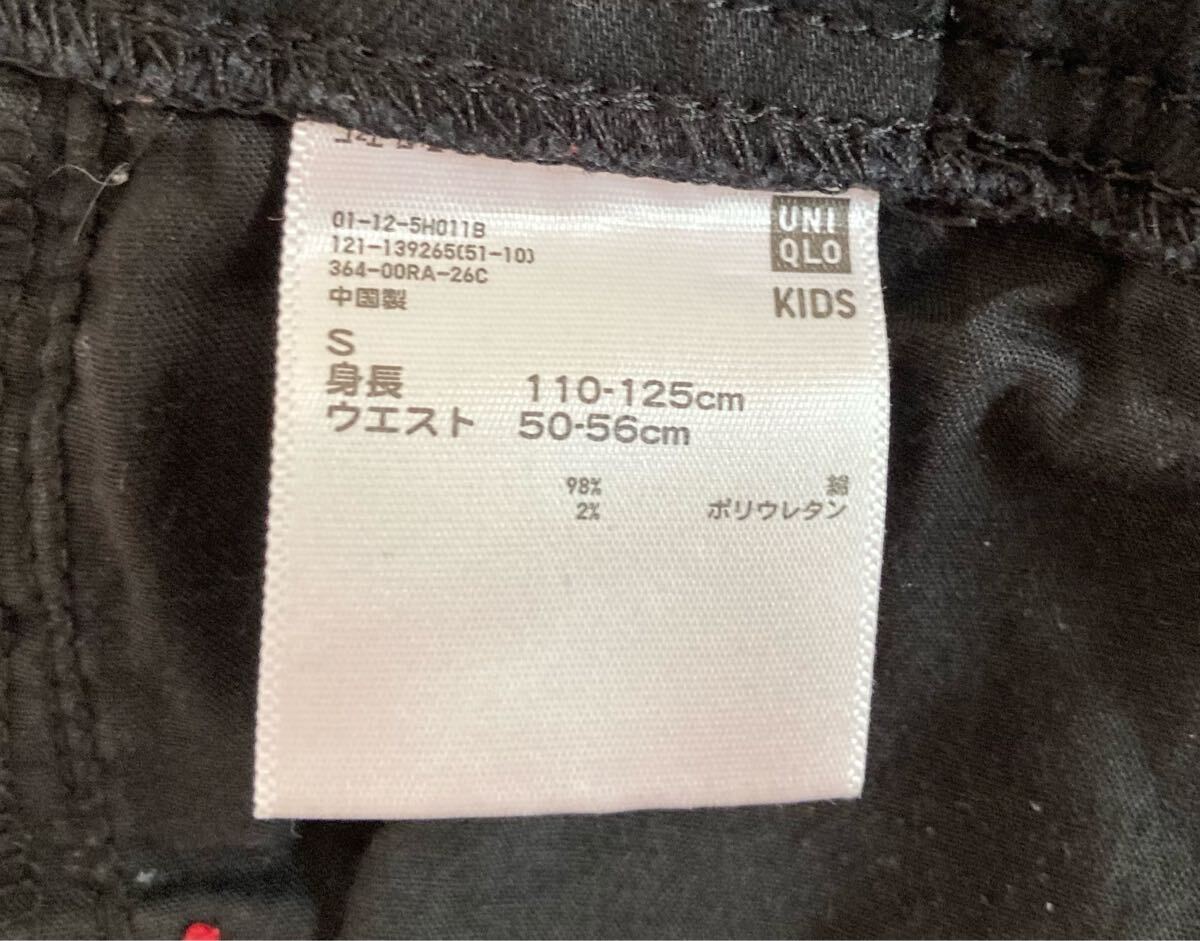 01-12-5H011B
121-139265(51-10)
364-00RA-26C
中国製
UNI
QLO
KIDS
S
身長 110-125cm
ウエスト 50-56cm
98% 綿
2% ポリウレタン